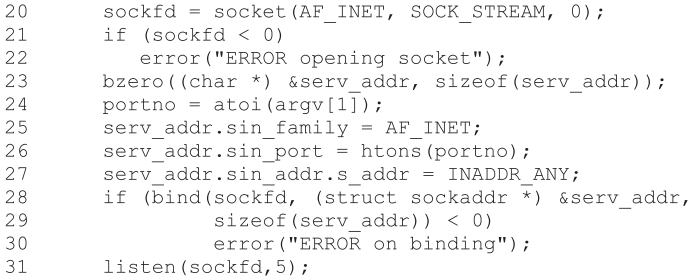 20 sockfd = socket(AF_INET, SOCK_STREAM, 0);
21 if (sockfd < 0)
22 error("ERROR opening socket");
23 bzero((char *) &serv_addr, sizeof(serv_addr));
24 portno = atoi(argv[1]);
25 serv_addr.sin_family = AF_INET;
26 serv_addr.sin_port = htons(portno);
27 serv_addr.sin_addr.s_addr = INADDR_ANY;
28 if (bind(sockfd, (struct sockaddr *) &serv_addr,
29 sizeof(serv_addr)) < 0)
30 error("ERROR on binding");
31 listen(sockfd,5);